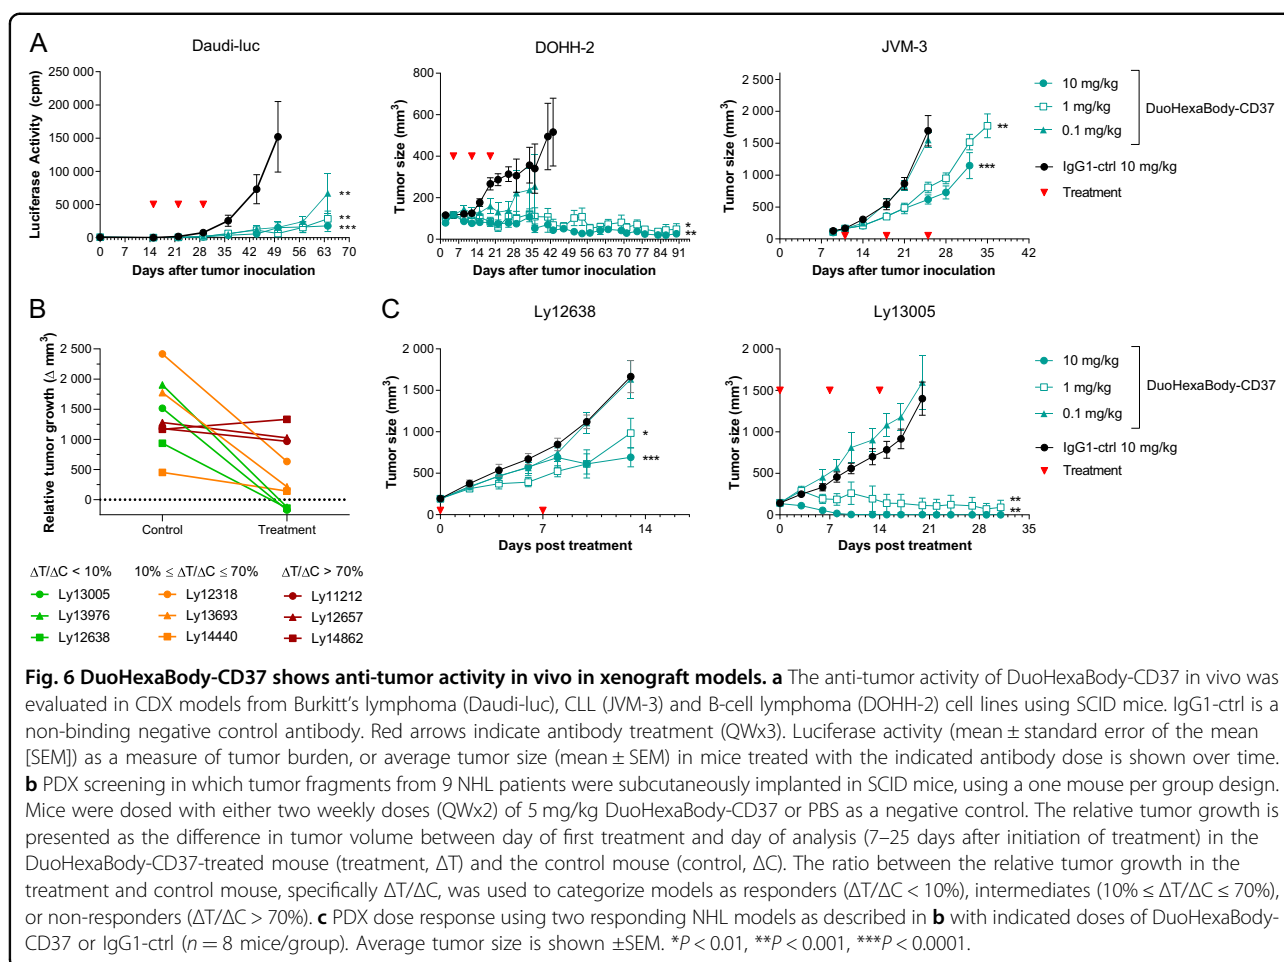 A
Daudi-luc
DOHH-2
JVM-3
Luciferase Activity (cpm)
250 000
200 000
150 000
100 000
50 000
0
0 7 14 21 28 35 42 49 56 63 70
Days after tumor inoculation
**
**
***
Tumor size (mm³)
800
600
400
200
0
0 7 14 21 28 35 42 49 56 63 70 77 84 91
Days after tumor inoculation
*
**
Tumor size (mm³)
2 500
2 000
1 500
1 000
500
0
0 7 14 21 28 35 42
Days after tumor inoculation
**
***
10 mg/kg
1 mg/kg
0.1 mg/kg
DuoHexaBody-CD37
IgG1-ctrl 10 mg/kg
Treatment
B
Relative tumor growth (Δ mm³)
2 500
2 000
1 500
1 000
500
0
Control Treatment
ΔT/ΔC < 10% 10% ≤ ΔT/ΔC ≤ 70% ΔT/ΔC > 70%
Ly13005 Ly12318 Ly11212
Ly13976 Ly13693 Ly12657
Ly12638 Ly14440 Ly14862
C
Ly12638
Ly13005
Tumor size (mm³)
2 000
1 500
1 000
500
0
0 7 14
Days post treatment
*
***
Tumor size (mm³)
2 000
1 500
1 000
500
0
0 7 14 21 28 35
Days post treatment
**
**
10 mg/kg
1 mg/kg
0.1 mg/kg
DuoHexaBody-CD37
IgG1-ctrl 10 mg/kg
Treatment
Fig. 6 DuoHexaBody-CD37 shows anti-tumor activity in vivo in xenograft models. a The anti-tumor activity of DuoHexaBody-CD37 in vivo was
evaluated in CDX models from Burkitt's lymphoma (Daudi-luc), CLL (JVM-3) and B-cell lymphoma (DOHH-2) cell lines using SCID mice. IgG1-ctrl is a
non-binding negative control antibody. Red arrows indicate antibody treatment (QWx3). Luciferase activity (mean ± standard error of the mean
[SEM]) as a measure of tumor burden, or average tumor size (mean ± SEM) in mice treated with the indicated antibody dose is shown over time.
b PDX screening in which tumor fragments from 9 NHL patients were subcutaneously implanted in SCID mice, using a one mouse per group design.
Mice were dosed with either two weekly doses (QWx2) of 5 mg/kg DuoHexaBody-CD37 or PBS as a negative control. The relative tumor growth is
presented as the difference in tumor volume between day of first treatment and day of analysis (7–25 days after initiation of treatment) in the
DuoHexaBody-CD37-treated mouse (treatment, ΔT) and the control mouse (control, ΔC). The ratio between the relative tumor growth in the
treatment and control mouse, specifically ΔT/ΔC, was used to categorize models as responders (ΔT/ΔC < 10%), intermediates (10% ≤ ΔT/ΔC ≤ 70%),
or non-responders (ΔT/ΔC > 70%). c PDX dose response using two responding NHL models as described in b with indicated doses of DuoHexaBody-
CD37 or IgG1-ctrl (n = 8 mice/group). Average tumor size is shown ±SEM. *P < 0.01, **P < 0.001, ***P < 0.0001.